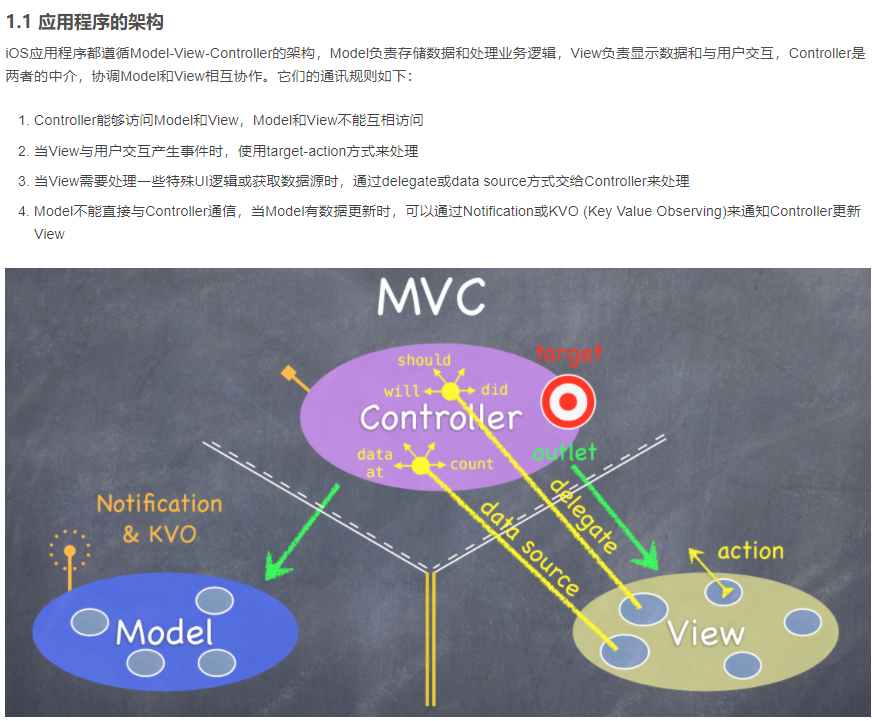 1.1 应用程序的架构
iOS应用程序都遵循Model-View-Controller的架构，Model负责存储数据和处理业务逻辑，View负责显示数据和与用户交互，Controller是
两者的中介，协调Model和View相互协作。它们的通讯规则如下：
1. Controller能够访问Model和View，Model和View不能互相访问
2. 当View与用户交互产生事件时，使用target-action方式来处理
3. 当View需要处理一些特殊UI逻辑或获取数据源时，通过delegate或data source方式交给Controller来处理
4. Model不能直接与Controller通信，当Model有数据更新时，可以通过Notification或KVO (Key Value Observing)来通知Controller更新
View
MVC
target
should
will
did
Controller
data
at
count
outlet
Notification
& KVO
delegate
data source
action
Model
View